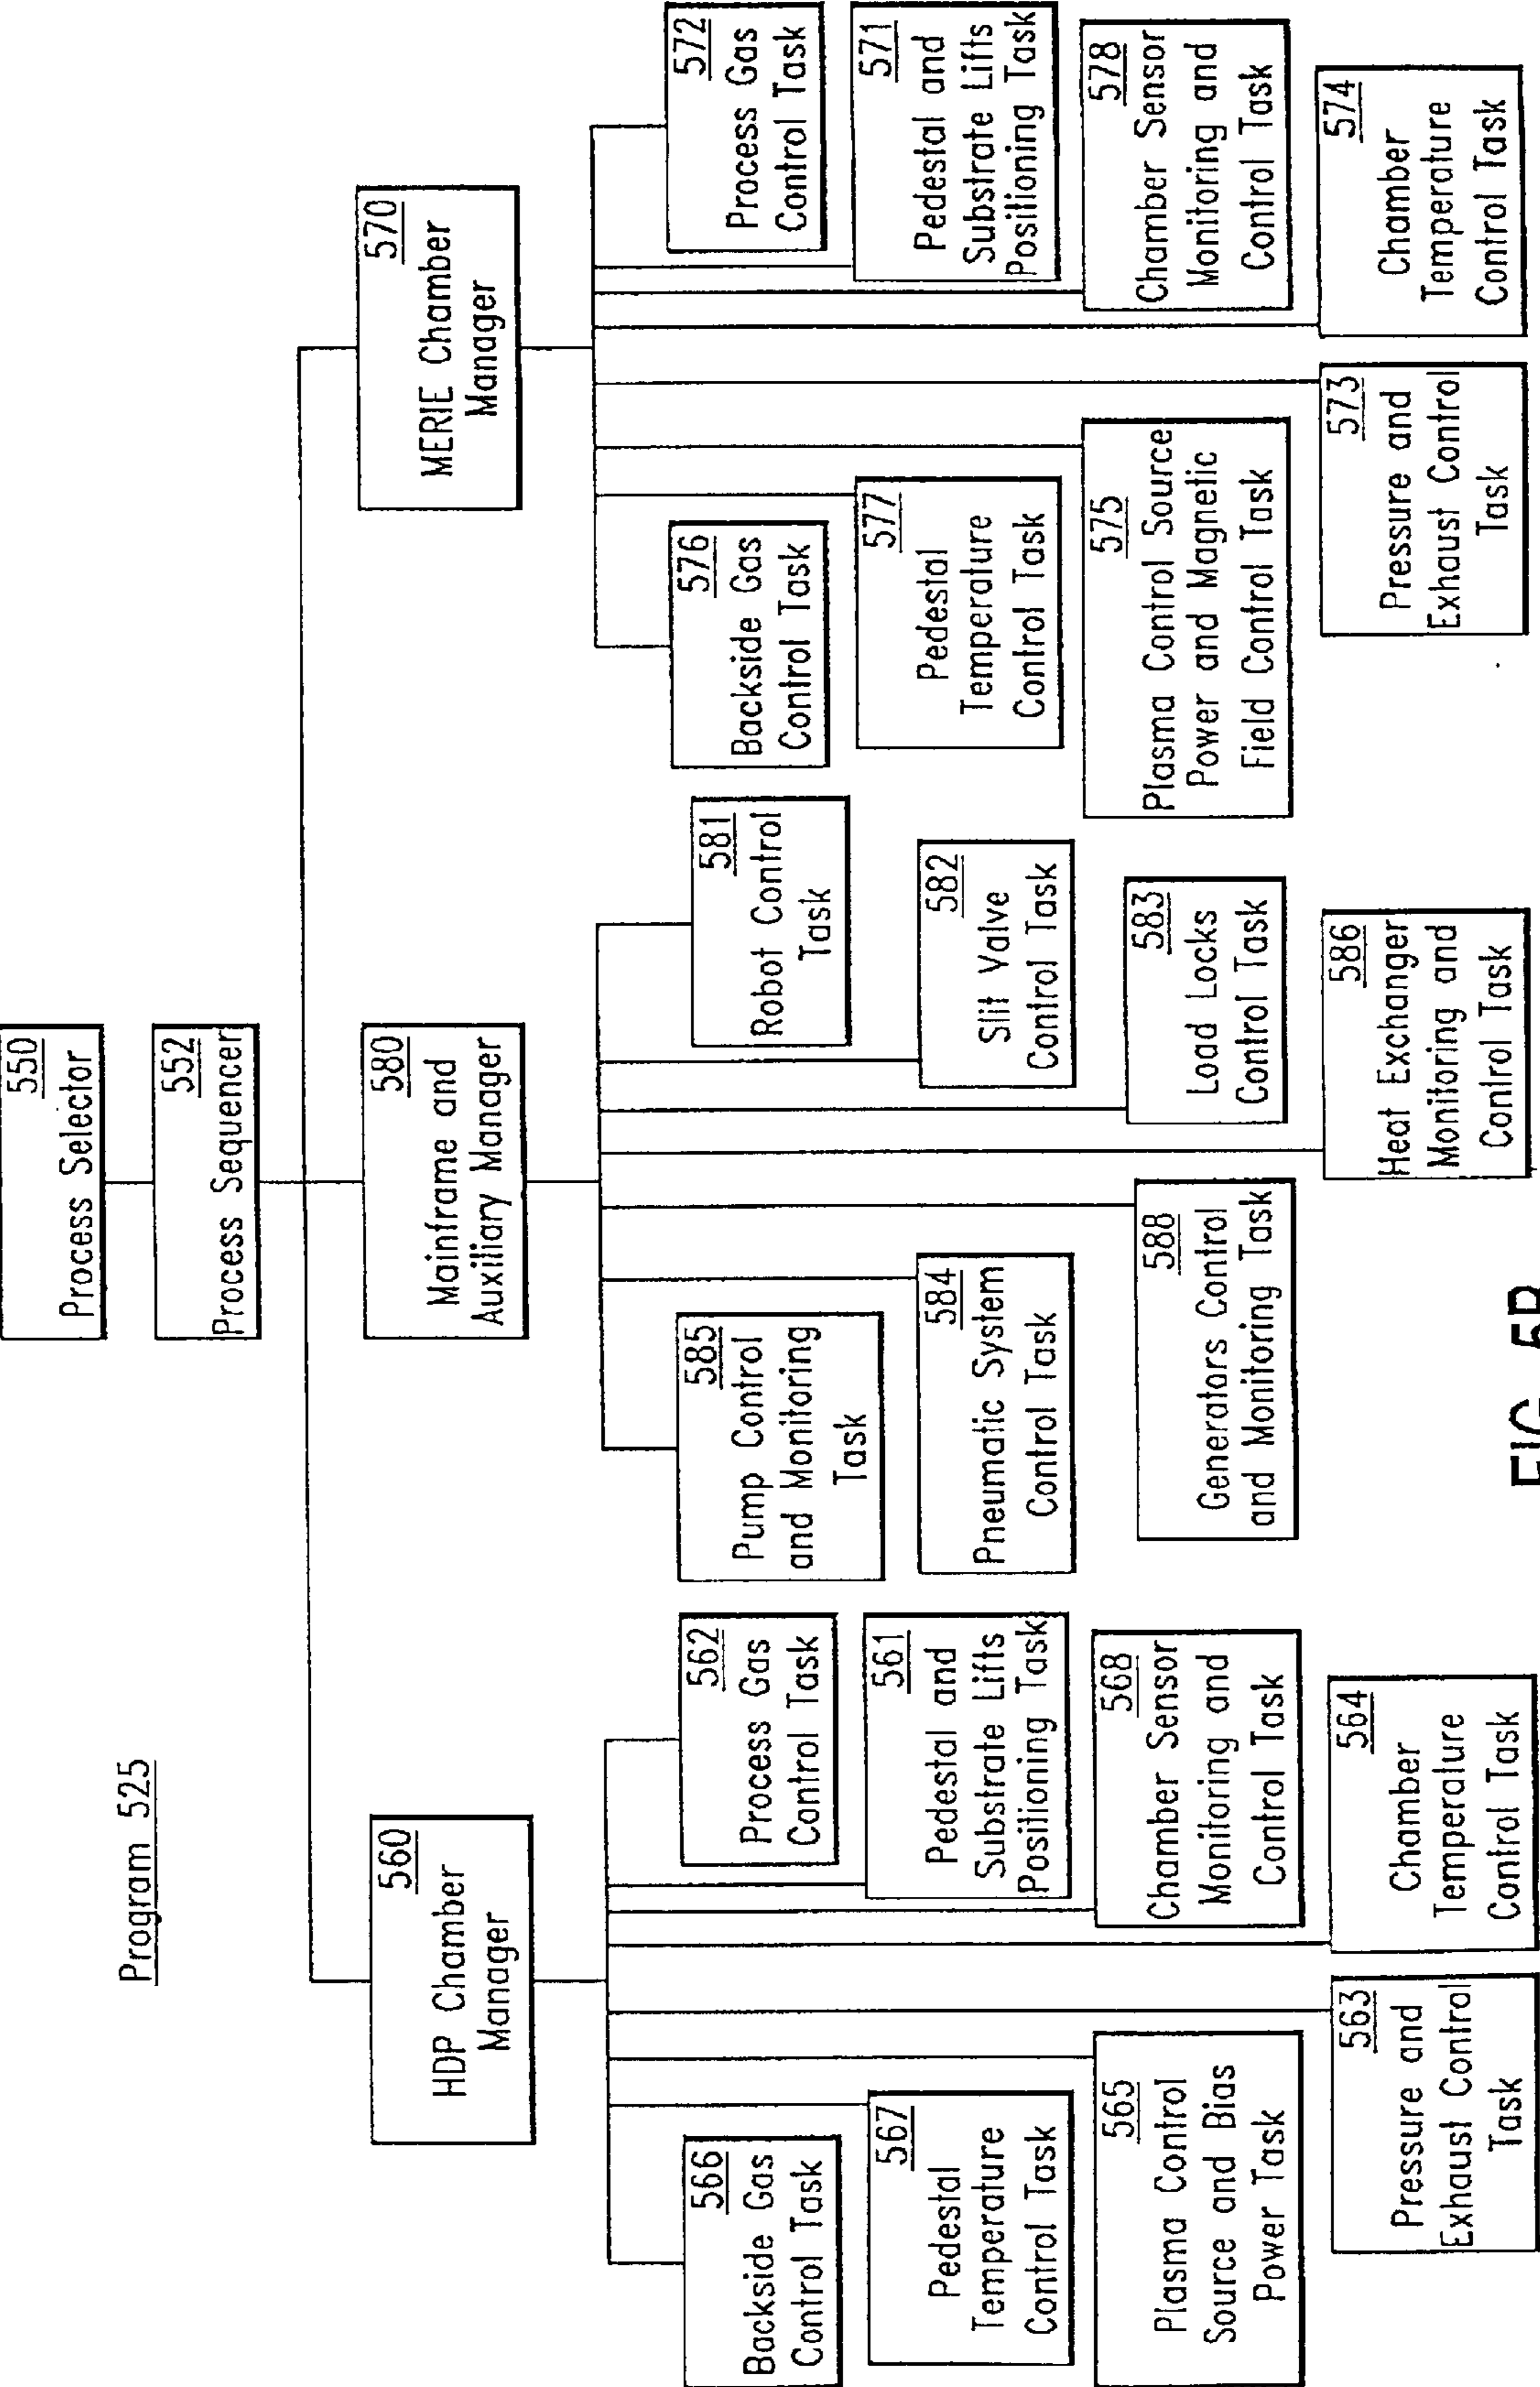 Program 525
550
Process Selector
552
Process Sequencer
560
HDP Chamber
Manager
580
Mainframe and
Auxiliary Manager
570
MERIE Chamber
Manager
566
Backside Gas
Control Task
562
Process Gas
Control Task
567
Pedestal
Temperature
Control Task
561
Pedestal and
Substrate Lifts
Positioning Task
565
Plasma Control
Source and Bias
Power Task
568
Chamber Sensor
Monitoring and
Control Task
563
Pressure and
Exhaust Control
Task
564
Chamber
Temperature
Control Task
585
Pump Control
and Monitoring
Task
581
Robot Control
Task
584
Pneumatic System
Control Task
582
Slit Valve
Control Task
588
Generators Control
and Monitoring Task
583
Load Locks
Control Task
586
Heat Exchanger
Monitoring and
Control Task
576
Backside Gas
Control Task
572
Process Gas
Control Task
577
Pedestal
Temperature
Control Task
571
Pedestal and
Substrate Lifts
Positioning Task
575
Plasma Control Source
Power and Magnetic
Field Control Task
578
Chamber Sensor
Monitoring and
Control Task
573
Pressure and
Exhaust Control
Task
574
Chamber
Temperature
Control Task
FIG.